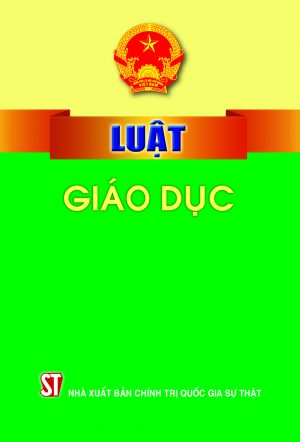 LUẬT
GIÁO DỤC
ST
NHÀ XUẤT BẢN CHÍNH TRỊ QUỐC GIA SỰ THẬT